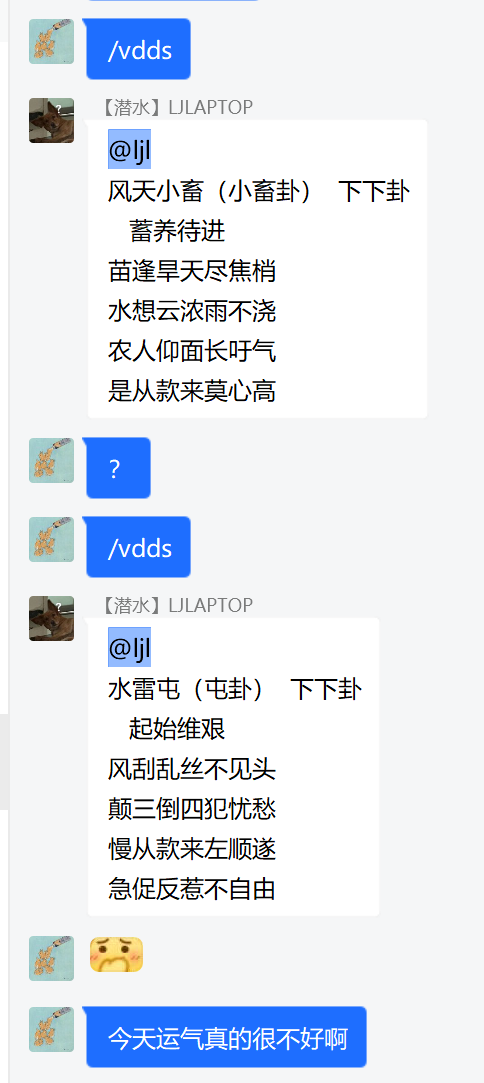 /vdds
【潜水】LJLAPTOP
@ljl
风天小畜（小畜卦） 下下卦
蓄养待进
苗逢旱天尽焦梢
水想云浓雨不浇
农人仰面长吁气
是从款来莫心高
？
/vdds
【潜水】LJLAPTOP
@ljl
水雷屯（屯卦） 下下卦
起始维艰
风刮乱丝不见头
颠三倒四犯忧愁
慢从款来左顺遂
急促反惹不自由
今天运气真的很不好啊